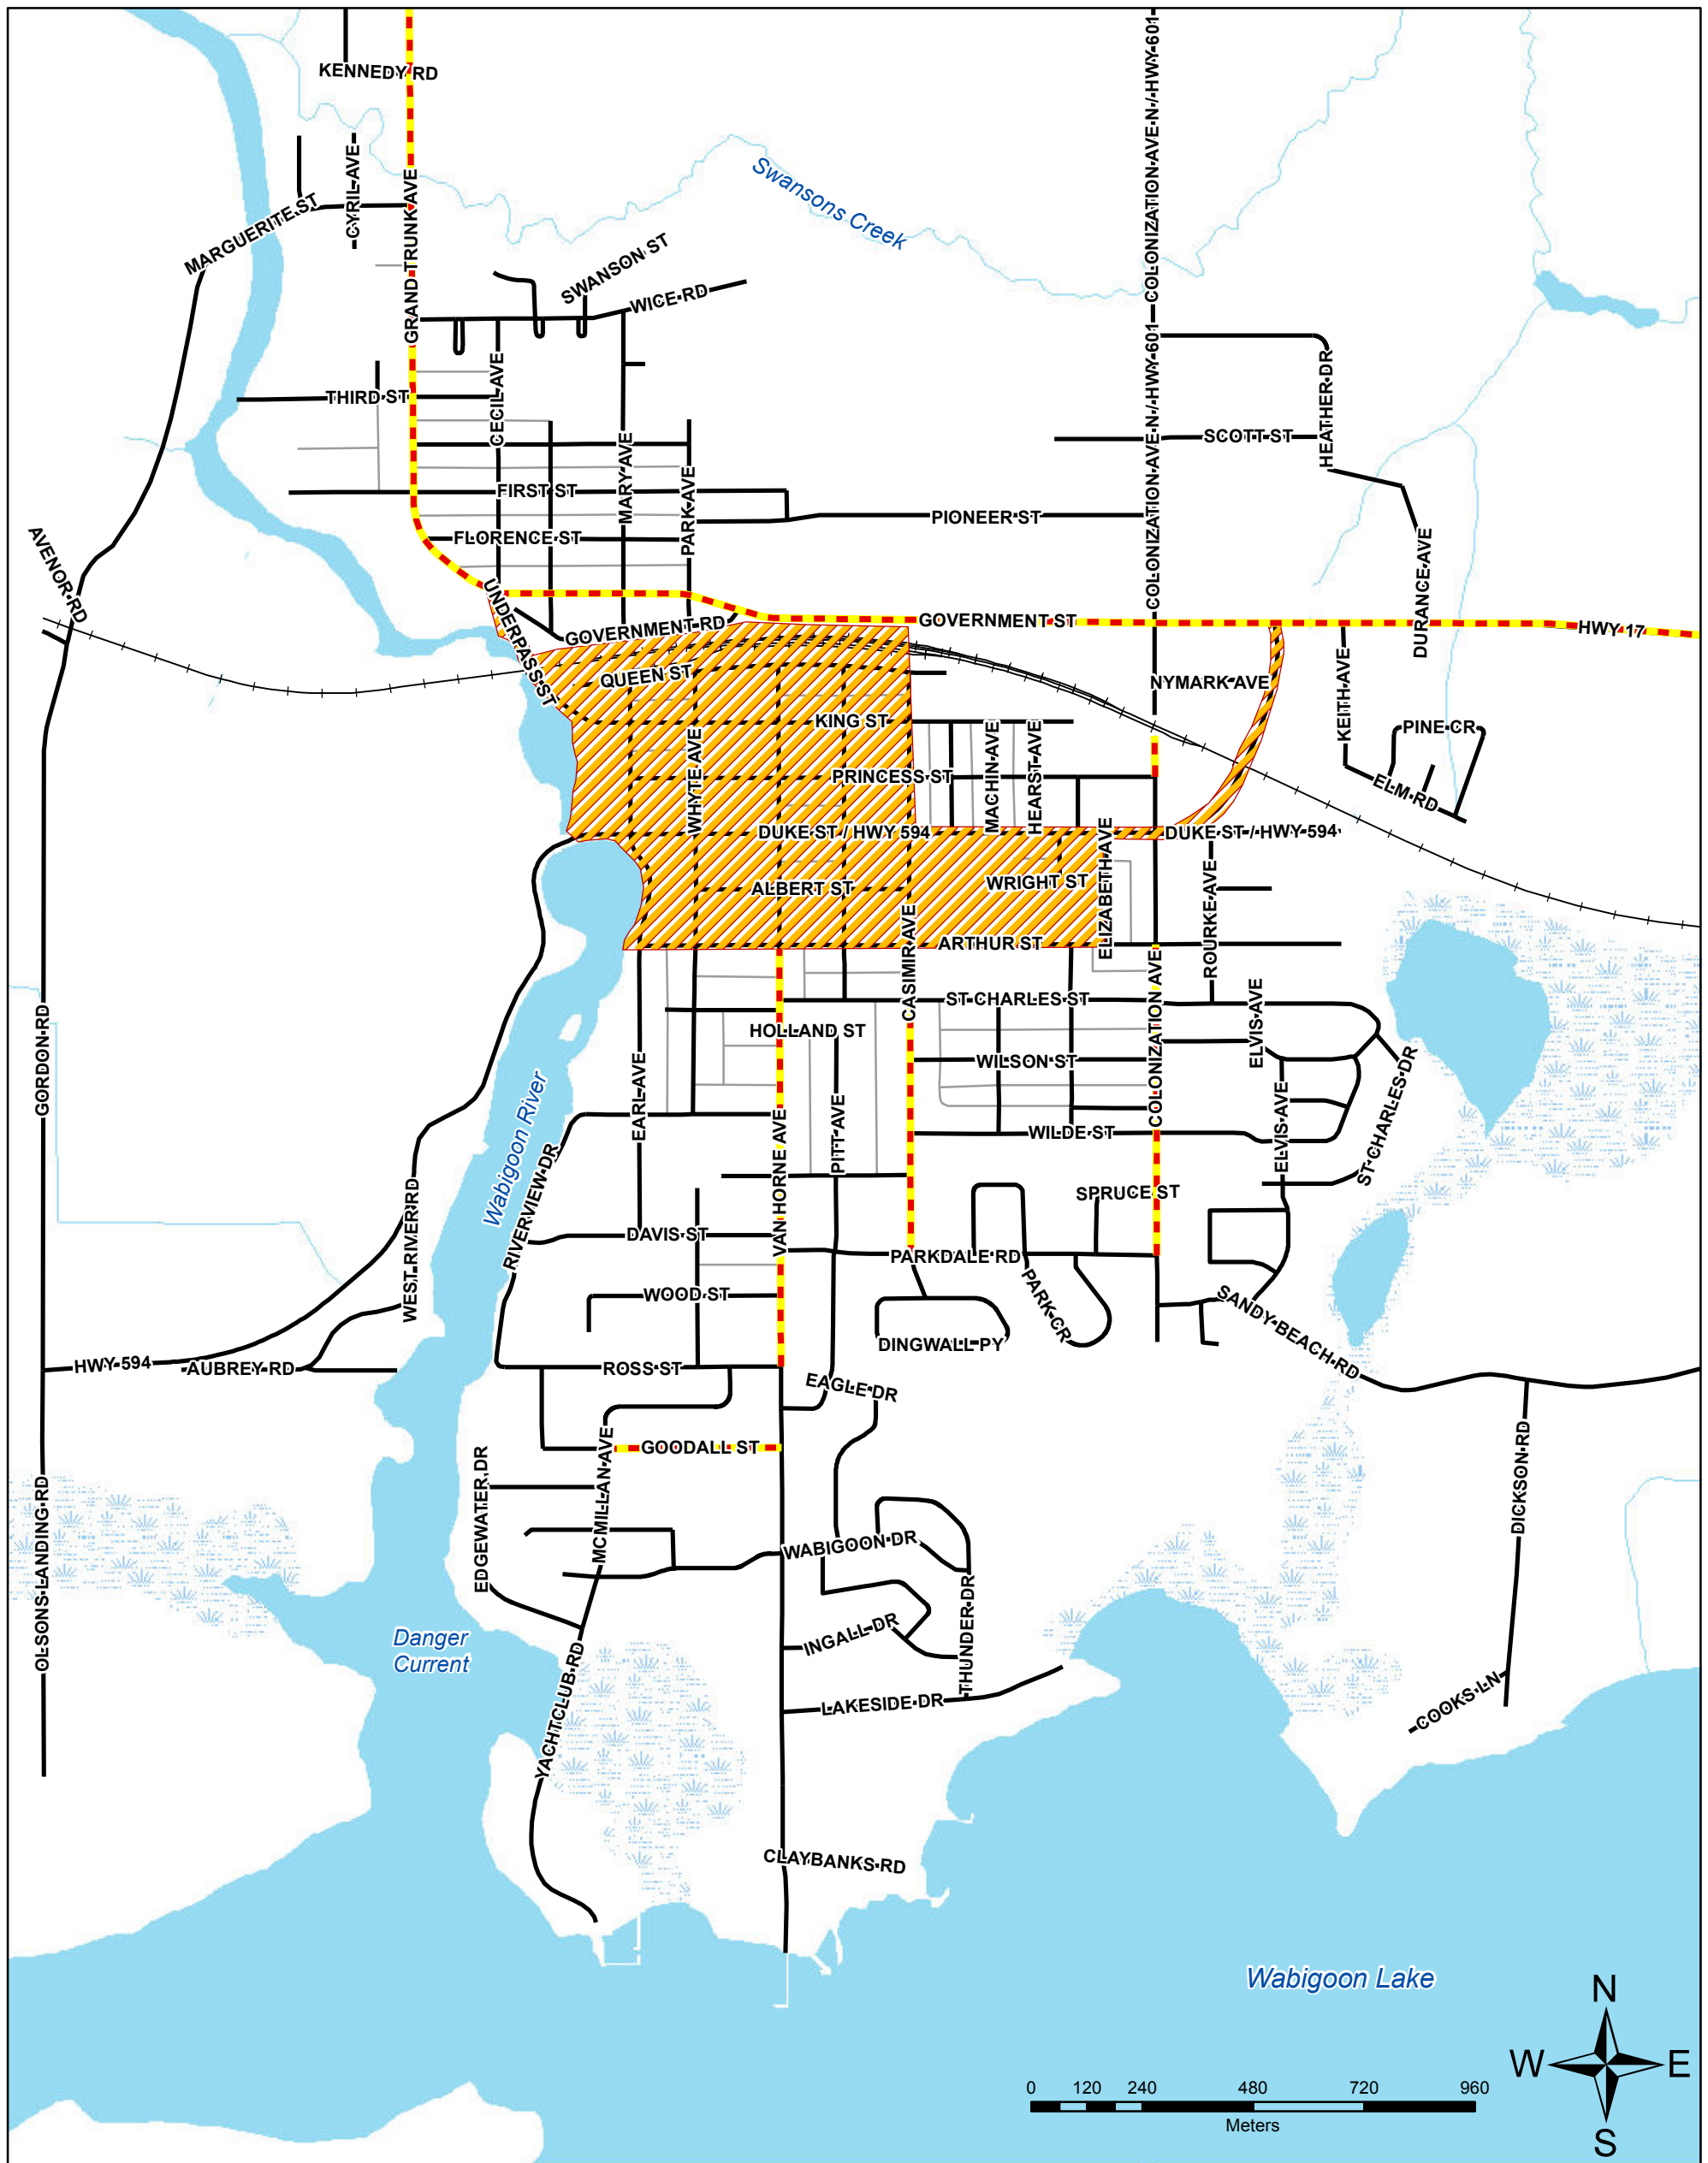 KENNEDY RD
COLONIZATION AVE N / HWY 601
MARGUERITE ST
CYRIL AVE
GRAND TRUNK AVE
Swansons Creek
COLONIZATION AVE N / HWY 601
SWANSON ST
WICE RD
THIRD ST
CECIL AVE
HEATHER DR
SCOTT ST
MARY AVE
PARK AVE
FIRST ST
PIONEER ST
FLORENCE ST
AVENOR RD
DURANCE AVE
UNDERPASS ST
GOVERNMENT RD
GOVERNMENT ST
HWY 17
QUEEN ST
NYMARK AVE
KEITH AVE
KING ST
PINE CR
WHYTE AVE
MACHIN AVE
HEARST AVE
PRINCESS ST
ELM RD
DUKE ST / HWY 594
DUKE ST / HWY 594
ELIZABETH AVE
ALBERT ST
WRIGHT ST
ROURKE AVE
CASIMIR AVE
ARTHUR ST
GORDON RD
ST CHARLES ST
COLONIZATION AVE
ELVIS AVE
HOLLAND ST
WILSON ST
EARL AVE
Wabigoon River
VAN HORNE AVE
PITT AVE
WILDE ST
ELVIS AVE
ST CHARLES DR
WEST RIVER RD
RIVERVIEW DR
SPRUCE ST
DAVIS ST
PARKDALE RD
WOOD ST
PARK CR
SANDY BEACH RD
DINGWALL PY
HWY 594
AUBREY RD
ROSS ST
EAGLE DR
GOODALL ST
EDGEWATER DR
MCMILLAN AVE
DICKSON RD
OLSONS LANDING RD
WABIGOON DR
THUNDER DR
INGALL DR
Danger
Current
YACHTCLUB RD
LAKESIDE DR
COOKS LN
CLAYBANKS RD
Wabigoon Lake
N
W
E
S
0 120 240 480 720 960
Meters